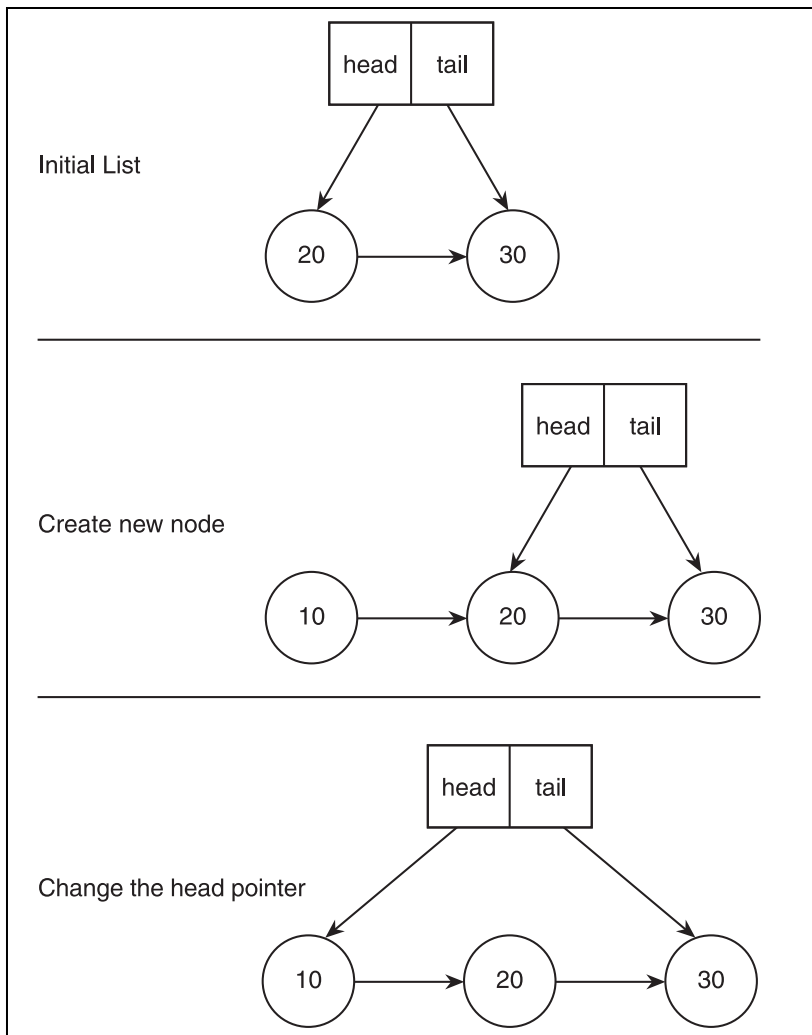 head tail
Initial List
20 30
head tail
Create new node
10 20 30
head tail
Change the head pointer
10 20 30